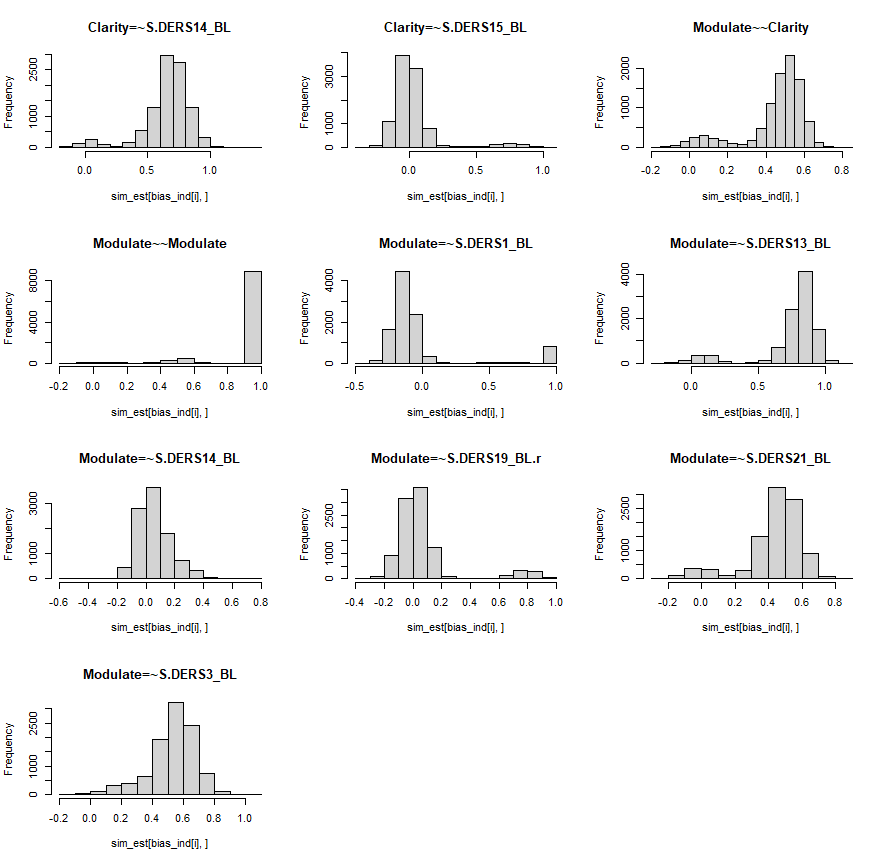 Clarity=~S.DERS14_BL
Frequency
0
1000
2500
0.0 0.5 1.0
sim_est[bias_ind[i], ]
Clarity=~S.DERS15_BL
Frequency
0
1000
3000
0.0 0.5 1.0
sim_est[bias_ind[i], ]
Modulate~~Clarity
Frequency
0
1000
2000
-0.2 0.0 0.2 0.4 0.6 0.8
sim_est[bias_ind[i], ]
Modulate~~Modulate
Frequency
0
4000
8000
-0.2 0.0 0.2 0.4 0.6 0.8 1.0
sim_est[bias_ind[i], ]
Modulate=~S.DERS1_BL
Frequency
0
2000
4000
-0.5 0.0 0.5 1.0
sim_est[bias_ind[i], ]
Modulate=~S.DERS13_BL
Frequency
0
2000
4000
0.0 0.5 1.0
sim_est[bias_ind[i], ]
Modulate=~S.DERS14_BL
Frequency
0
1000
3000
-0.6 -0.4 -0.2 0.0 0.2 0.4 0.6 0.8
sim_est[bias_ind[i], ]
Modulate=~S.DERS19_BL.r
Frequency
0
1000
2500
-0.4 -0.2 0.0 0.2 0.4 0.6 0.8 1.0
sim_est[bias_ind[i], ]
Modulate=~S.DERS21_BL
Frequency
0
1000
2500
-0.2 0.0 0.2 0.4 0.6 0.8
sim_est[bias_ind[i], ]
Modulate=~S.DERS3_BL
Frequency
0
1000
2500
-0.2 0.0 0.2 0.4 0.6 0.8 1.0
sim_est[bias_ind[i], ]